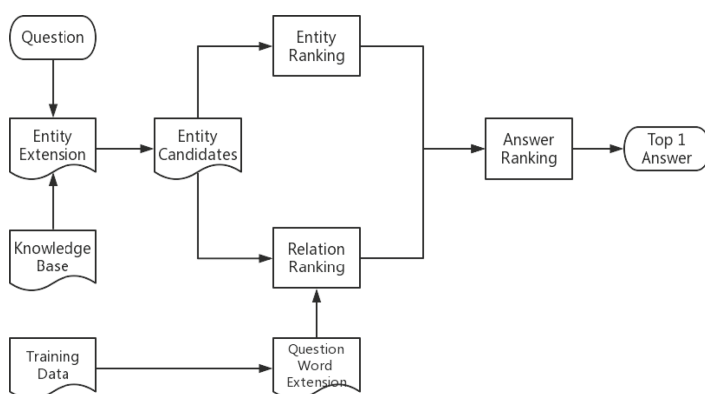 Question
Entity
Extension
Knowledge
Base
Training
Data
Entity
Candidates
Entity
Ranking
Relation
Ranking
Question
Word
Extension
Answer
Ranking
Top 1
Answer